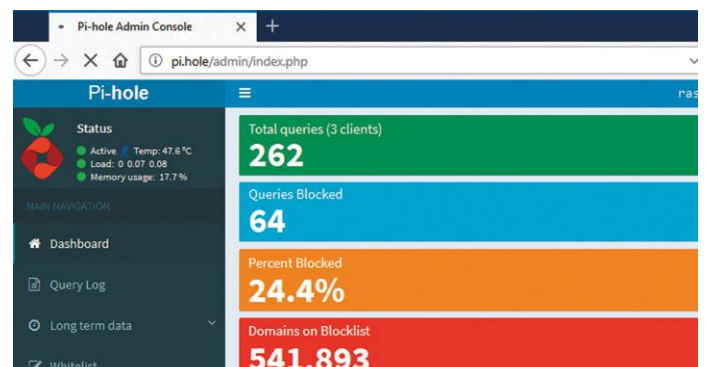 Pi-hole Admin Console
pi.hole/admin/index.php
Pi-hole
ras
Status
Active Temp: 47.6 °C
Load: 0 0.07 0.08
Memory usage: 17.7 %
MAIN NAVIGATION
Dashboard
Query Log
Long term data
Whitelist
Total queries (3 clients)
262
Queries Blocked
64
Percent Blocked
24.4%
Domains on Blocklist
541,893